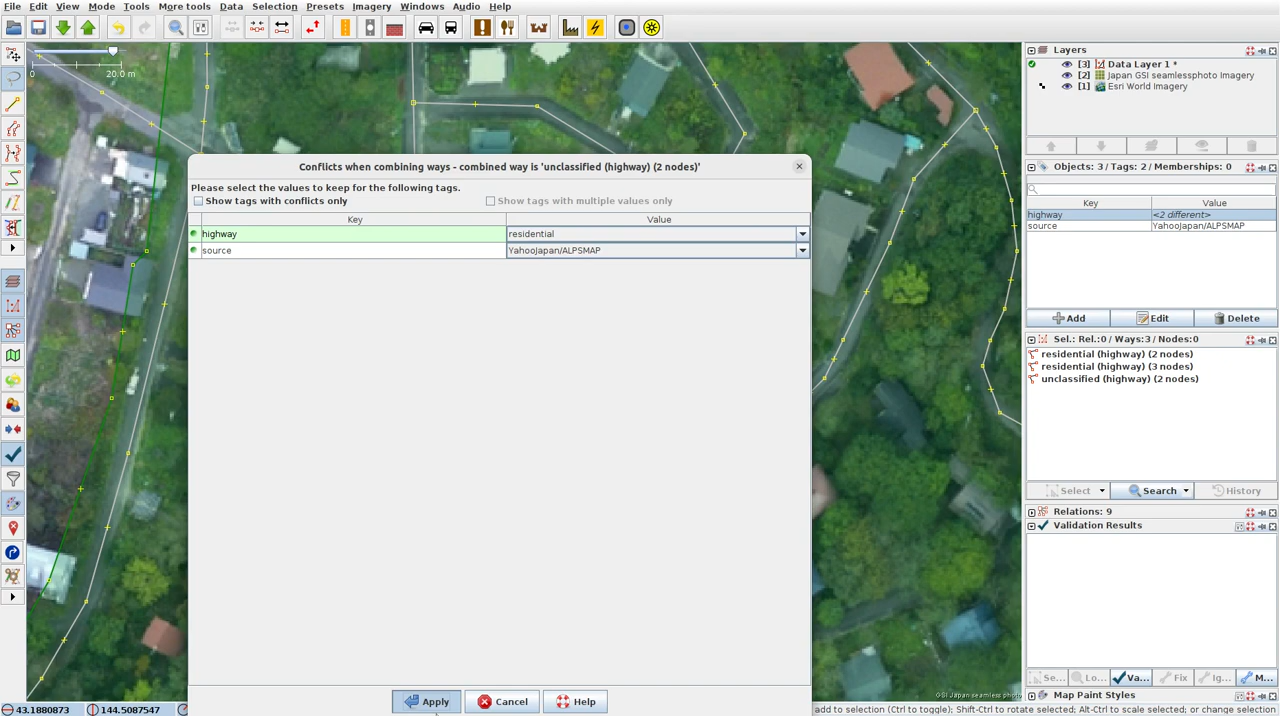 File Edit View Mode Tools More tools Data Selection Presets Imagery Windows Audio Help
0 20.0 m
Conflicts when combining ways - combined way is 'unclassified (highway) (2 nodes)'
Please select the values to keep for the following tags.
Show tags with conflicts only Show tags with multiple values only
Key Value
highway residential
source YahooJapan/ALPSMAP
Apply Cancel Help
Layers
[3] Data Layer 1 *
[2] Japan GSI seamlessphoto Imagery
[1] Esri World Imagery
Objects: 3 / Tags: 2 / Memberships: 0
Key Value
highway <2 different>
source YahooJapan/ALPSMAP
Add Edit Delete
Sel.: Rel.:0 / Ways:3 / Nodes:0
residential (highway) (2 nodes)
residential (highway) (3 nodes)
unclassified (highway) (2 nodes)
Select Search History
Relations: 9
Validation Results
Se... Lo... Va... Fix Ig... M...
Map Paint Styles
GSI Japan seamless photo
43.1880873 144.5087547 add to selection (Ctrl to toggle); Shift-Ctrl to rotate selected; Alt-Ctrl to scale selected; or change selection